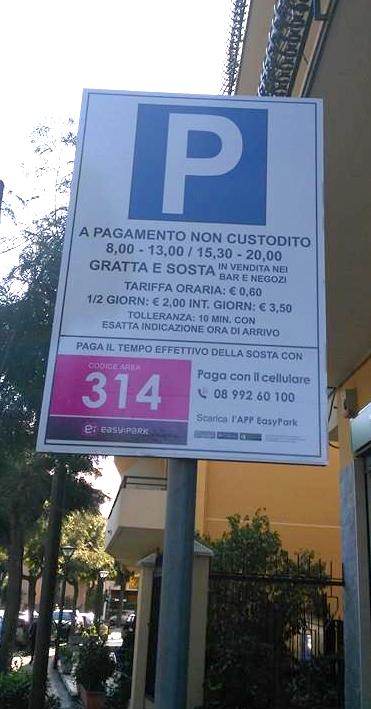 P
A PAGAMENTO NON CUSTODITO
8,00 - 13,00 / 15,30 - 20,00
GRATTA E SOSTA IN VENDITA NEI BAR E NEGOZI
TARIFFA ORARIA: € 0,60
1/2 GIORN: € 2,00 INT. GIORN: € 3,50
TOLLERANZA: 10 MIN. CON
ESATTA INDICAZIONE ORA DI ARRIVO
PAGA IL TEMPO EFFETTIVO DELLA SOSTA CON
CODICE AREA
314
easypark
Paga con il cellulare
08 992 60 100
Scarica l'APP EasyPark